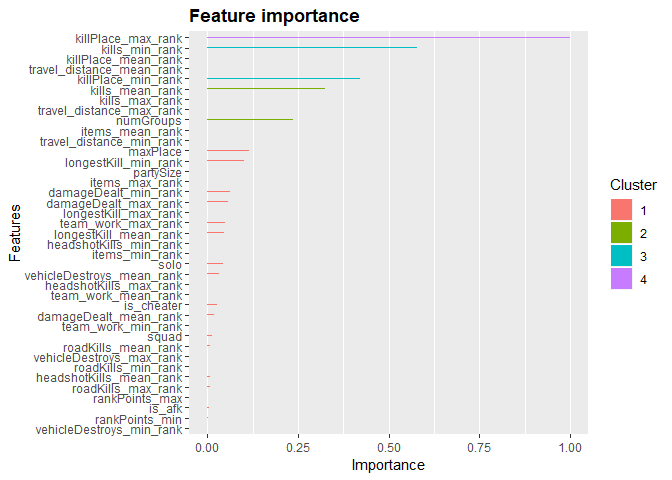 Feature importance
killPlace_max_rank
kills_min_rank
killPlace_mean_rank
travel_distance_mean_rank
killPlace_min_rank
kills_mean_rank
kills_max_rank
travel_distance_max_rank
numGroups
items_mean_rank
travel_distance_min_rank
maxPlace
longestKill_min_rank
partySize
items_max_rank
damageDealt_min_rank
damageDealt_max_rank
longestKill_max_rank
team_work_max_rank
longestKill_mean_rank
headshotKills_min_rank
items_min_rank
solo
vehicleDestroys_mean_rank
headshotKills_max_rank
team_work_mean_rank
is_cheater
damageDealt_mean_rank
team_work_min_rank
squad
roadKills_mean_rank
vehicleDestroys_max_rank
roadKills_min_rank
headshotKills_mean_rank
roadKills_max_rank
rankPoints_max
is_afk
rankPoints_min
vehicleDestroys_min_rank
Features
0.00 0.25 0.50 0.75 1.00
Importance
Cluster
1
2
3
4